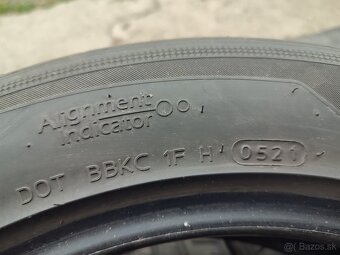 Alignment
Indicator
DOT BBKC 1F H 0521
Bazos.sk